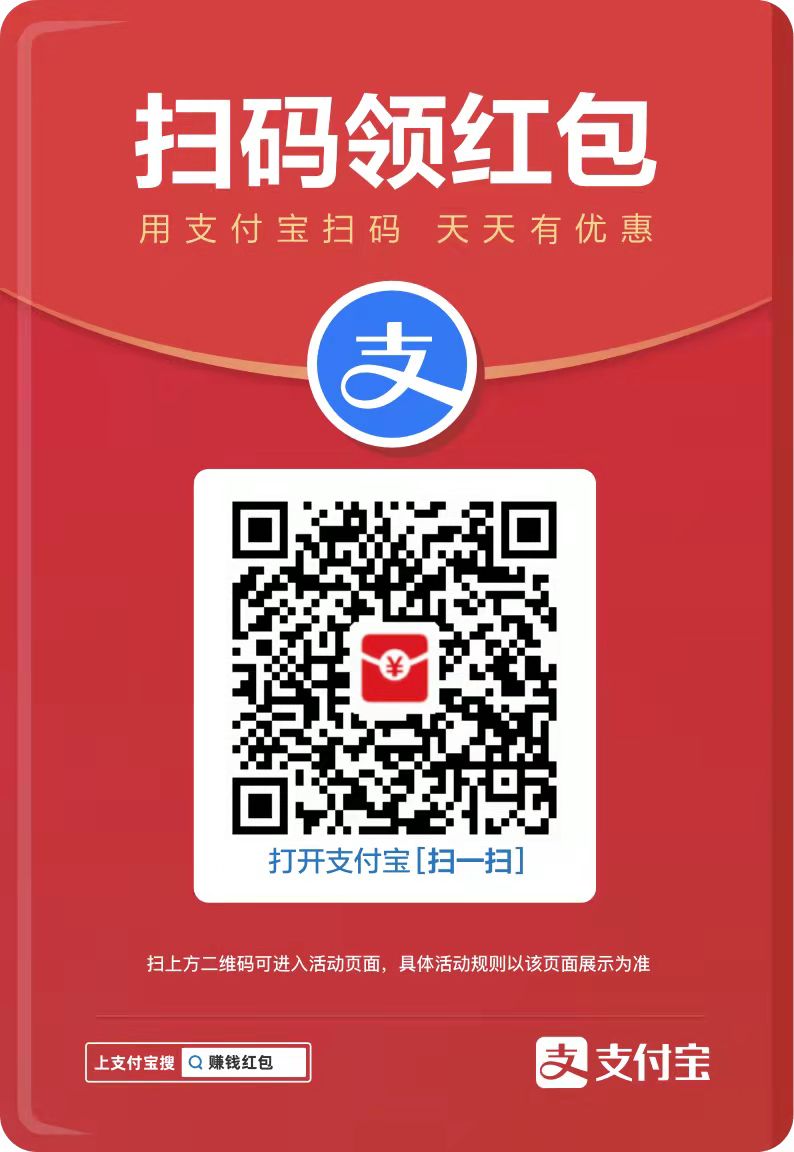 扫码领红包
用支付宝扫码 天天有优惠
支
¥
打开支付宝[扫一扫]
扫上方二维码可进入活动页面，具体活动规则以该页面展示为准
上支付宝搜 赚钱红包
支 支付宝